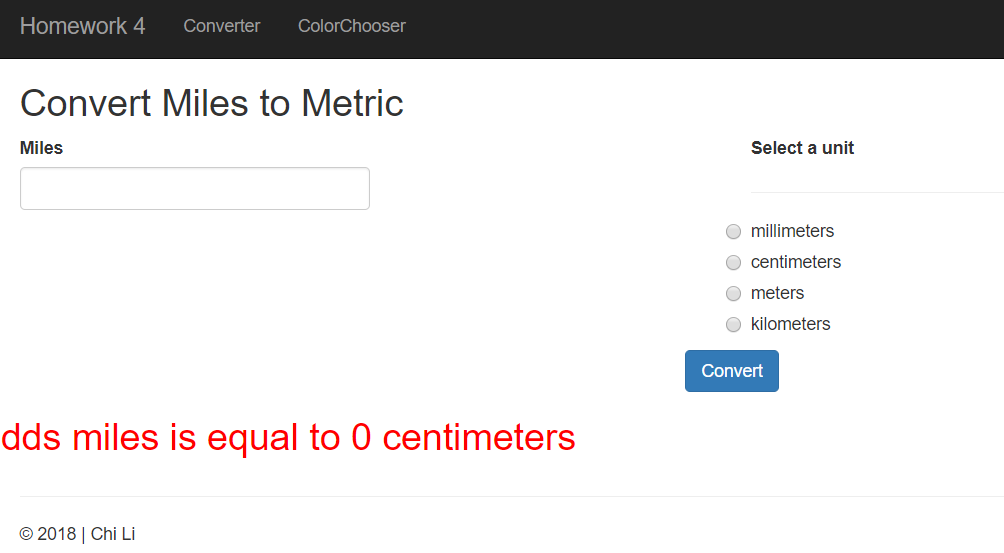 Homework 4 Converter ColorChooser
Convert Miles to Metric
Miles
Select a unit
millimeters
centimeters
meters
kilometers
Convert
dds miles is equal to 0 centimeters
© 2018 | Chi Li